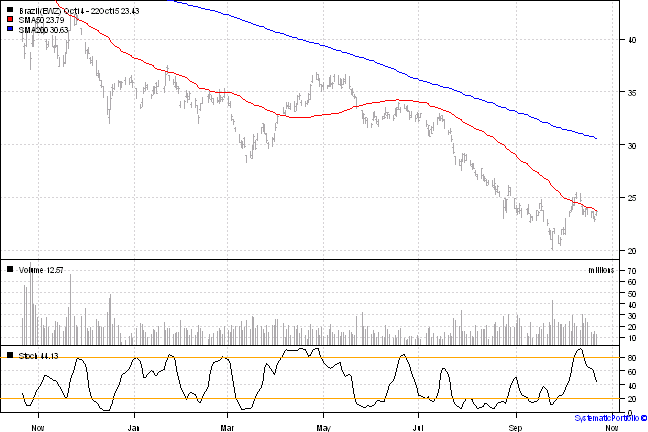 Brazil(EWZ) Oct14 - 22Oct15 23.43
SMA50 23.79
SMA200 30.63
40
35
30
25
20
Volume 12.57
millions
70
60
50
40
30
20
10
Stoch 44.13
80
60
40
20
0
Nov Jan Mar May Jul Sep Nov
SystematicPortfolio ©